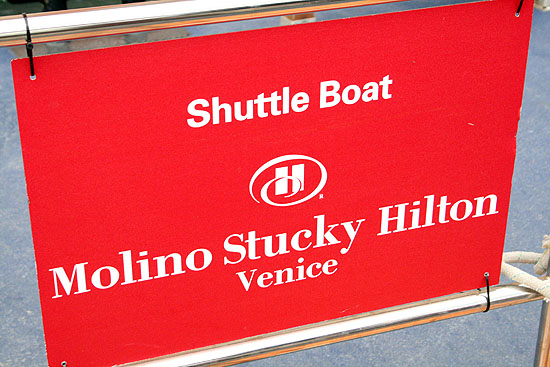 Shuttle Boat
H
Molino Stucky Hilton
Venice